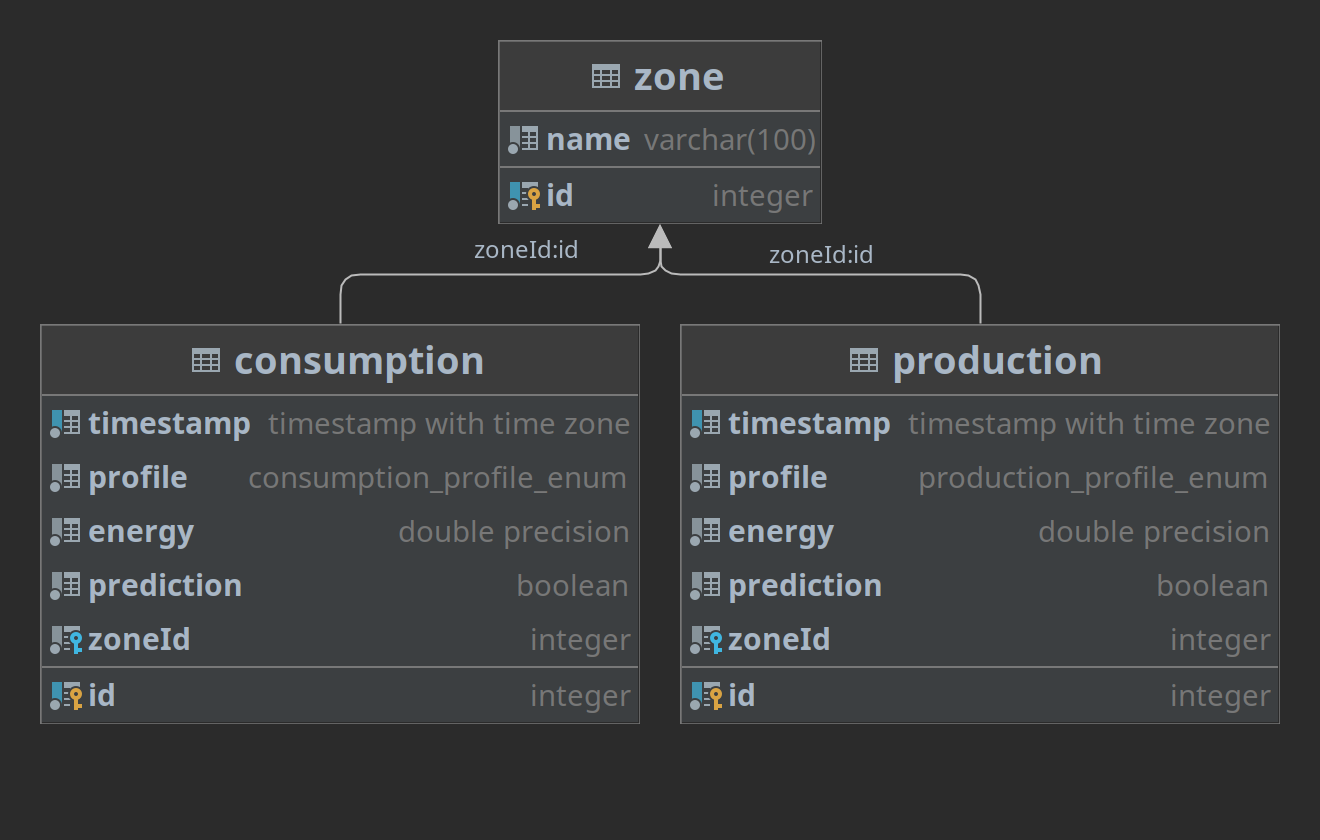 zone
name varchar(100)
id integer
zoneId:id
zoneId:id
consumption
timestamp timestamp with time zone
profile consumption_profile_enum
energy double precision
prediction boolean
zoneId integer
id integer
production
timestamp timestamp with time zone
profile production_profile_enum
energy double precision
prediction boolean
zoneId integer
id integer